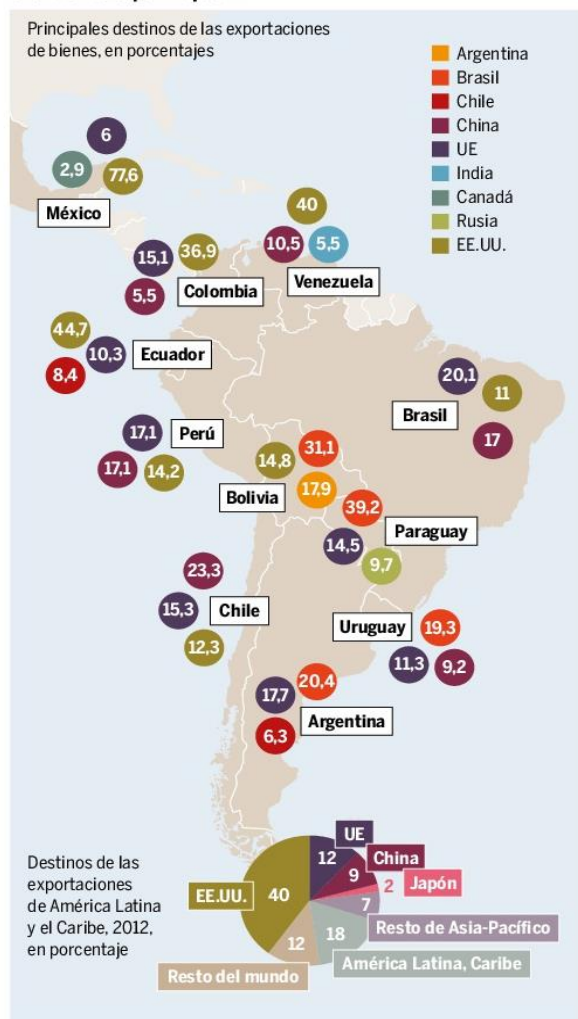 Principales destinos de las exportaciones
de bienes, en porcentajes
Argentina
Brasil
Chile
China
UE
India
Canadá
Rusia
EE.UU.
6
2,9
77,6
México
40
10,5
5,5
Venezuela
15,1
36,9
5,5
Colombia
44,7
10,3
8,4
Ecuador
20,1
11
17
Brasil
17,1
Perú
17,1
14,2
14,8
31,1
17,9
Bolivia
39,2
Paraguay
14,5
9,7
23,3
15,3
Chile
12,3
Uruguay
19,3
11,3
9,2
20,4
17,7
Argentina
6,3
Destinos de las
exportaciones
de América Latina
y el Caribe, 2012,
en porcentaje
UE
12
China
9
Japón
2
7
Resto de Asia-Pacífico
18
América Latina, Caribe
12
Resto del mundo
EE.UU.
40